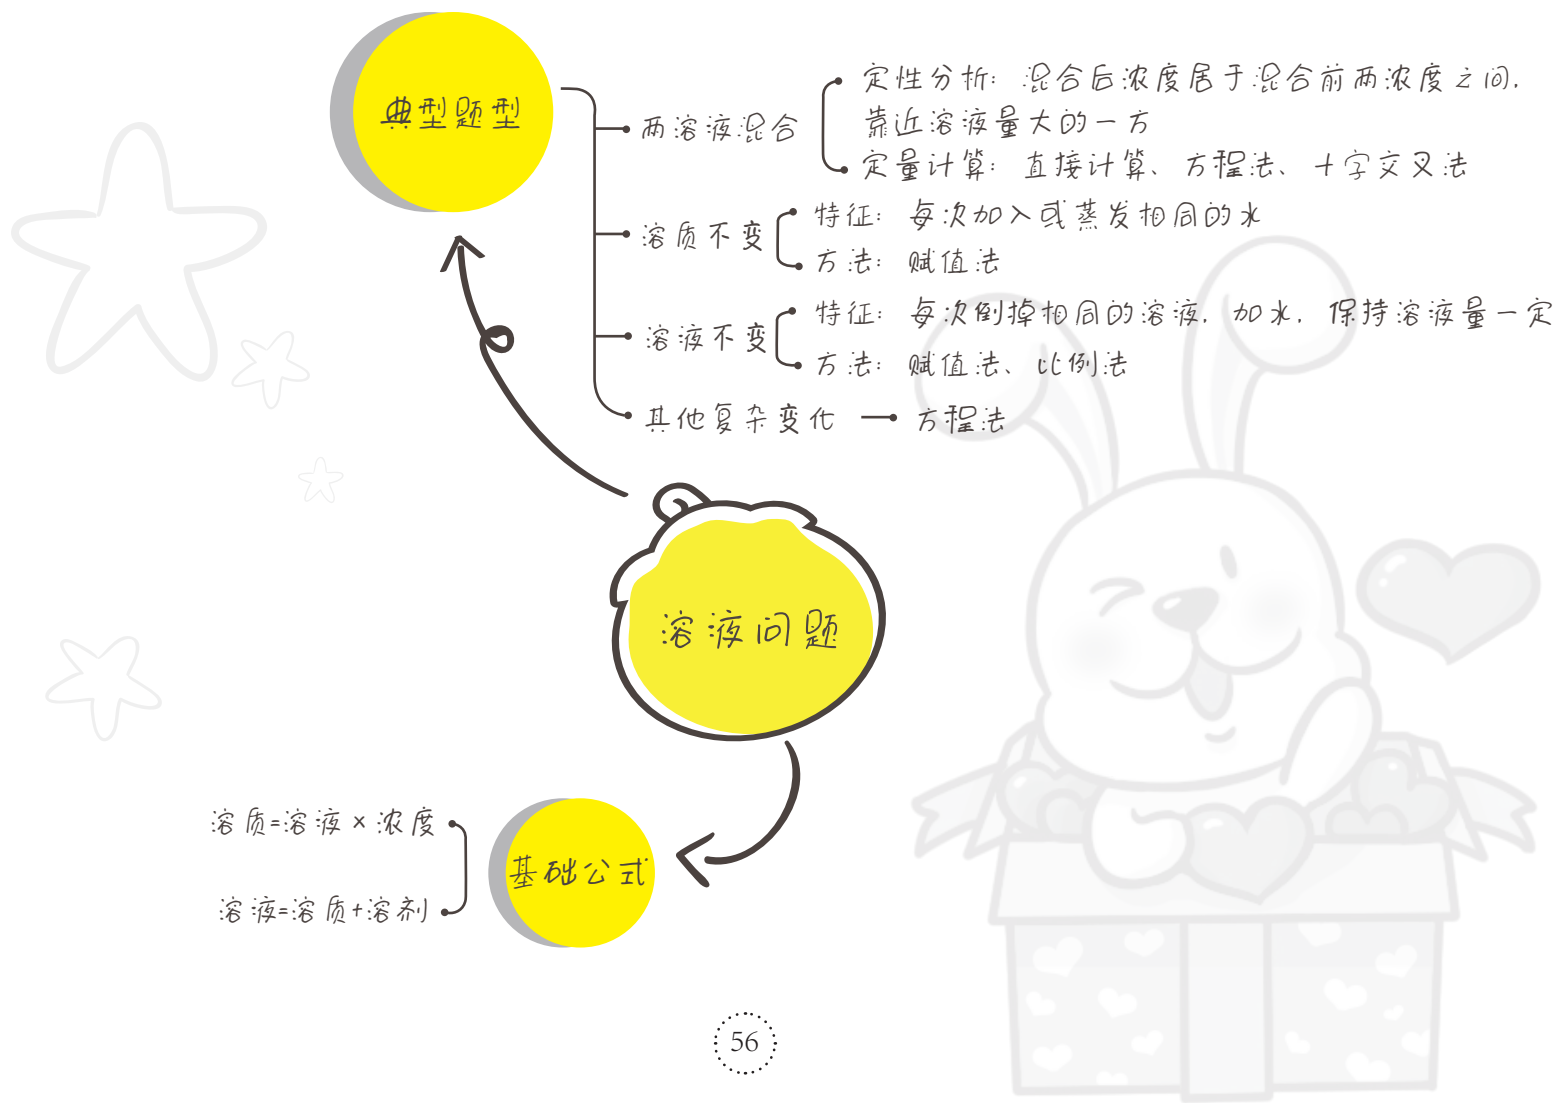 典型题型
两溶液混合
定性分析：混合后浓度居于混合前两浓度之间，
靠近溶液量大的一方
定量计算：直接计算、方程法、十字交叉法
溶质不变
特征：每次加入或蒸发相同的水
方法：赋值法
溶液不变
特征：每次倒掉相同的溶液，加水，保持溶液量一定
方法：赋值法、比例法
其他复杂变化
方程法
溶液问题
基础公式
溶质=溶液×浓度
溶液=溶质+溶剂
56